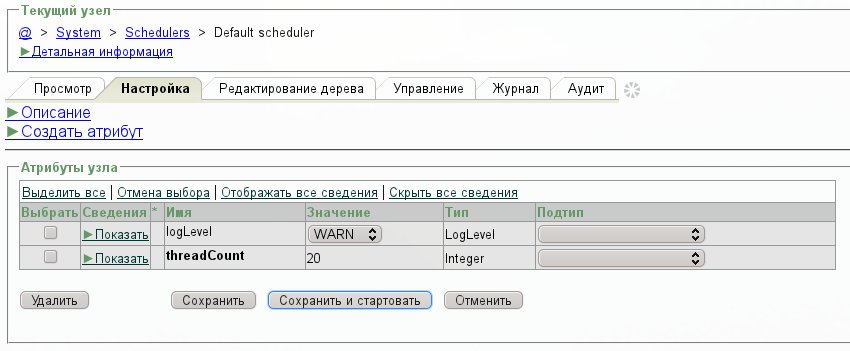 Текущий узел
@ > System > Schedulers > Default scheduler
▶Детальная информация
Просмотр Настройка Редактирование дерева Управление Журнал Аудит
▶Описание
▶Создать атрибут
Атрибуты узла
Выделить все | Отмена выбора | Отображать все сведения | Скрыть все сведения
Выбрать Сведения * Имя Значение Тип Подтип
▶Показать logLevel WARN LogLevel
▶Показать threadCount 20 Integer
Удалить Сохранить Сохранить и стартовать Отменить